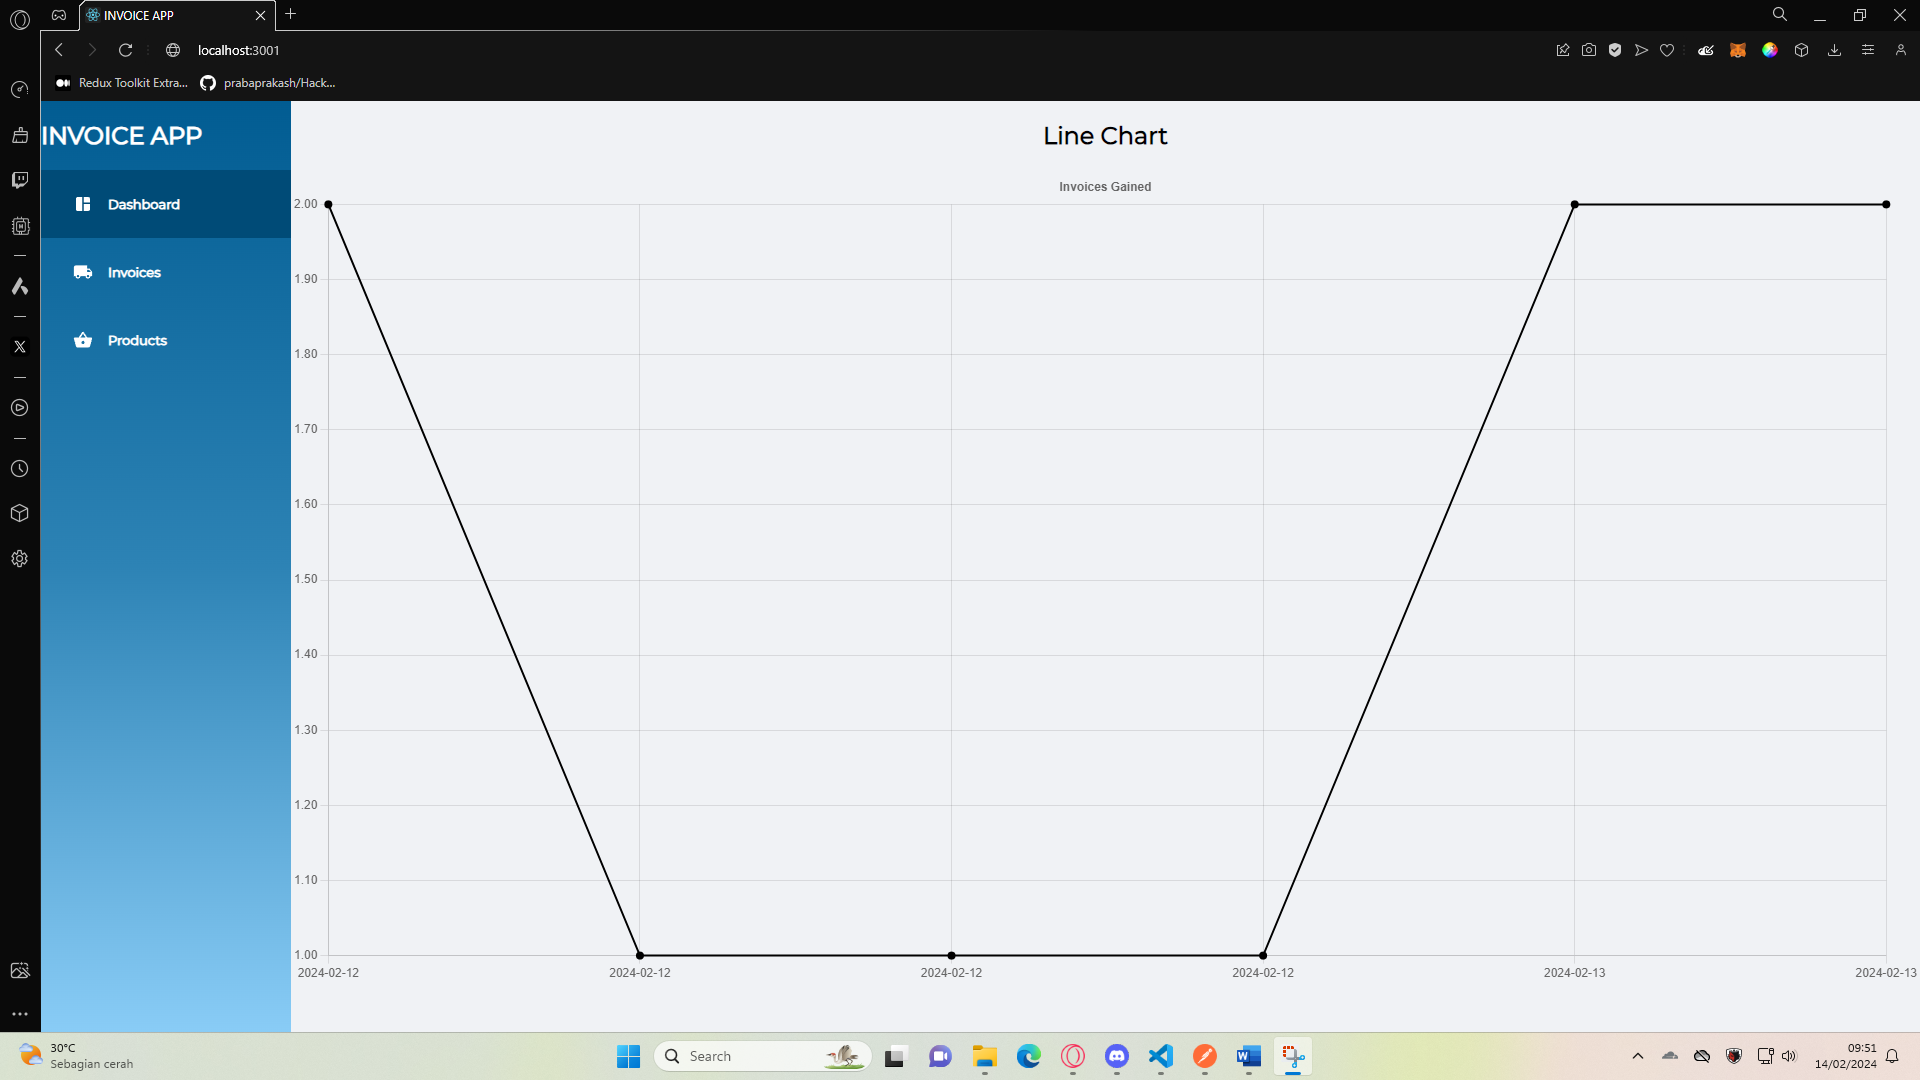 INVOICE APP
localhost:3001
Redux Toolkit Extra...
prabaprakash/Hack...
INVOICE APP
Dashboard
Invoices
Products
Line Chart
Invoices Gained
2.00
1.90
1.80
1.70
1.60
1.50
1.40
1.30
1.20
1.10
1.00
2024-02-12
2024-02-12
2024-02-12
2024-02-12
2024-02-13
2024-02-13
30°C
Sebagian cerah
Search
09:51
14/02/2024